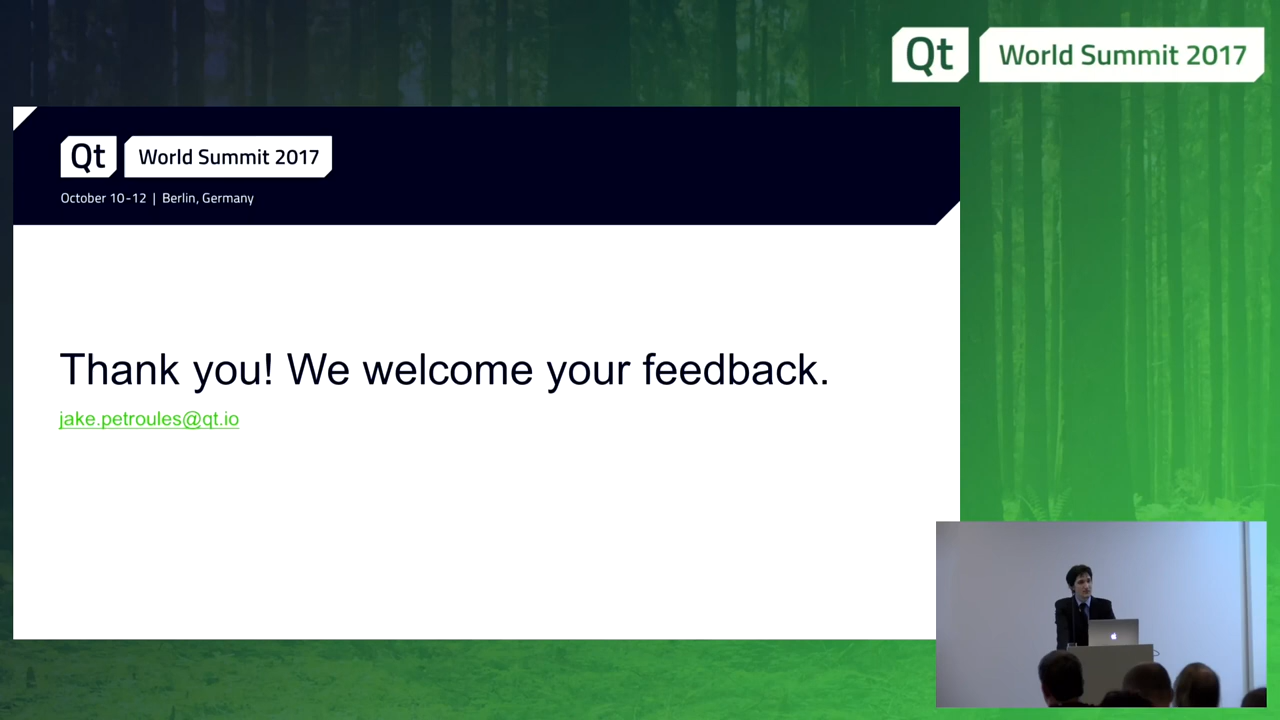 Qt World Summit 2017
Qt World Summit 2017
October 10-12 | Berlin, Germany
Thank you! We welcome your feedback.
jake.petroules@qt.io